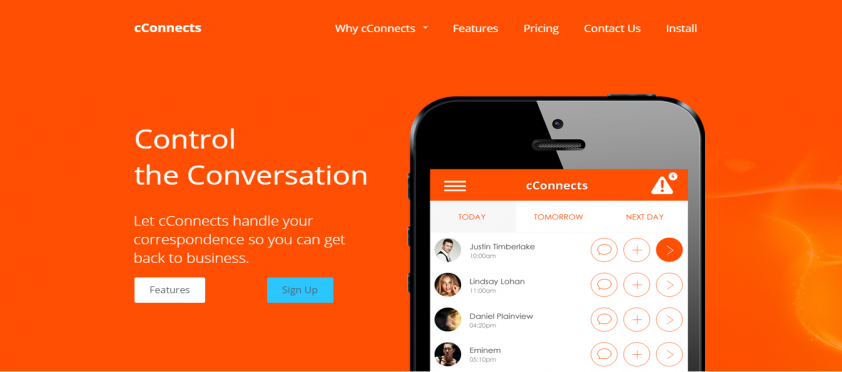 cConnects
Why cConnects
Features
Pricing
Contact Us
Install
Control
the Conversation
Let cConnects handle your
correspondence so you can get
back to business.
Features
Sign Up
cConnects
TODAY
TOMORROW
NEXT DAY
Justin Timberlake
10:00am
Lindsay Lohan
11:00am
Daniel Plainview
04:20pm
Eminem
05:10pm